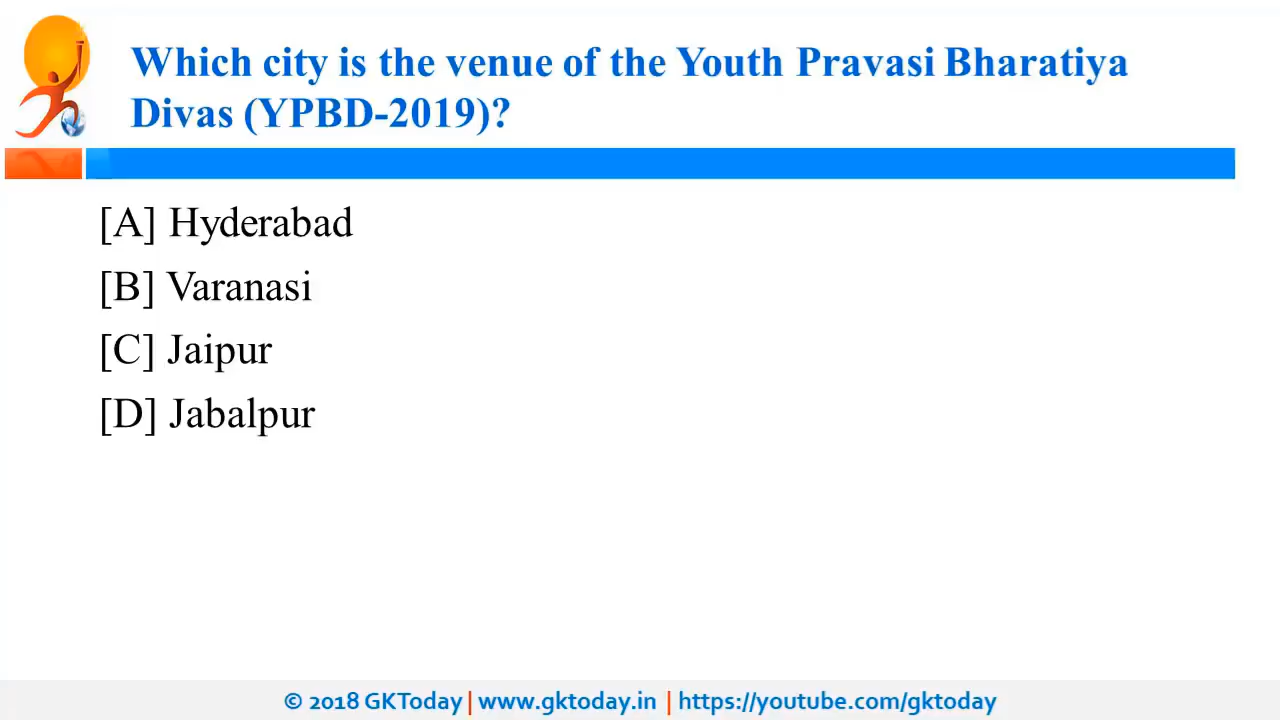 Which city is the venue of the Youth Pravasi Bharatiya
Divas (YPBD-2019)?
[A] Hyderabad
[B] Varanasi
[C] Jaipur
[D] Jabalpur
© 2018 GKToday | www.gktoday.in | https://youtube.com/gktoday